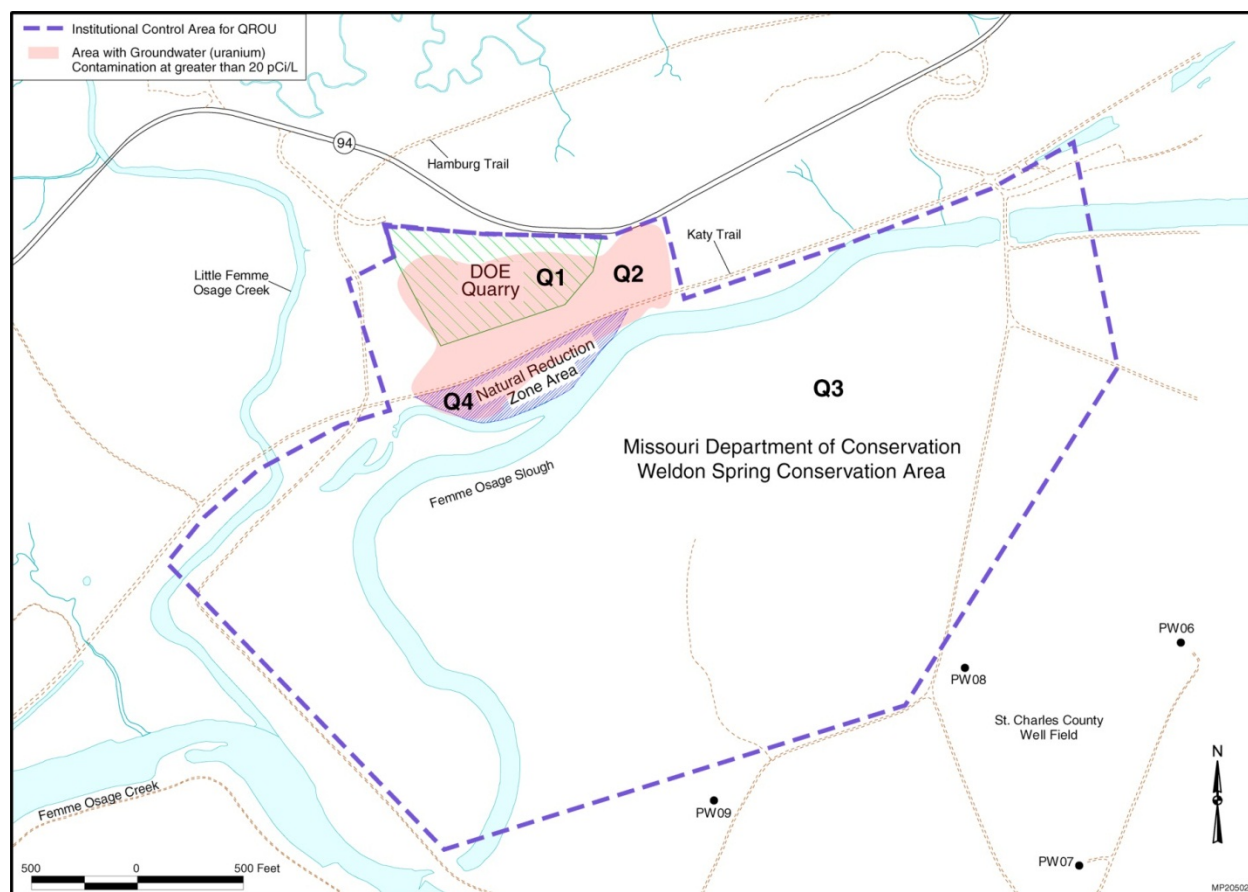 Institutional Control Area for QROU
Area with Groundwater (uranium)
Contamination at greater than 20 pCi/L
94
Hamburg Trail
Katy Trail
Little Femme
Osage Creek
DOE
Quarry
Q1
Q2
Natural Reduction
Zone Area
Q4
Q3
Missouri Department of Conservation
Weldon Spring Conservation Area
Femme Osage Slough
PW06
PW08
St. Charles County
Well Field
N
PW09
Femme Osage Creek
PW07
500 0 500 Feet
MP20502